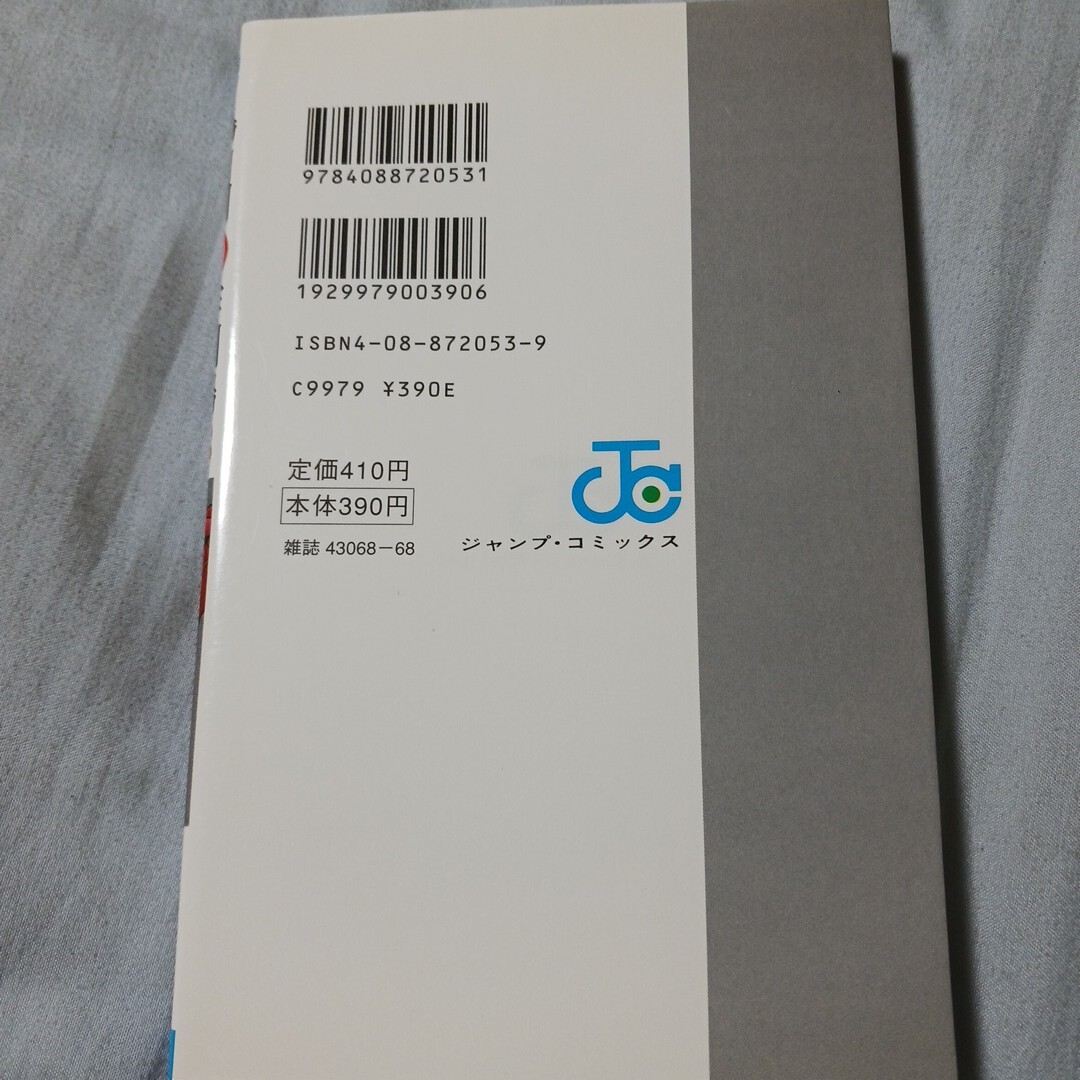 9784088720531
1929979003906
ISBN4-08-872053-9
C9979 ¥390E
定価410円
本体390円
雑誌 43068-68
JC
ジャンプ・コミックス